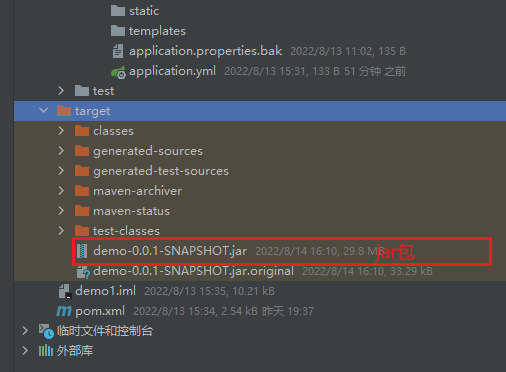 static
templates
application.properties.bak 2022/8/13 11:02, 135 B
application.yml 2022/8/13 15:31, 133 B 51 分钟 之前
test
target
classes
generated-sources
generated-test-sources
maven-archiver
maven-status
test-classes
demo-0.0.1-SNAPSHOT.jar 2022/8/14 16:10, 29.8 MB jar包
demo-0.0.1-SNAPSHOT.jar.original 2022/8/14 16:10, 33.29 kB
demo1.iml 2022/8/13 15:35, 10.21 kB
pom.xml 2022/8/13 15:34, 2.54 kB 昨天 19:37
临时文件和控制台
外部库